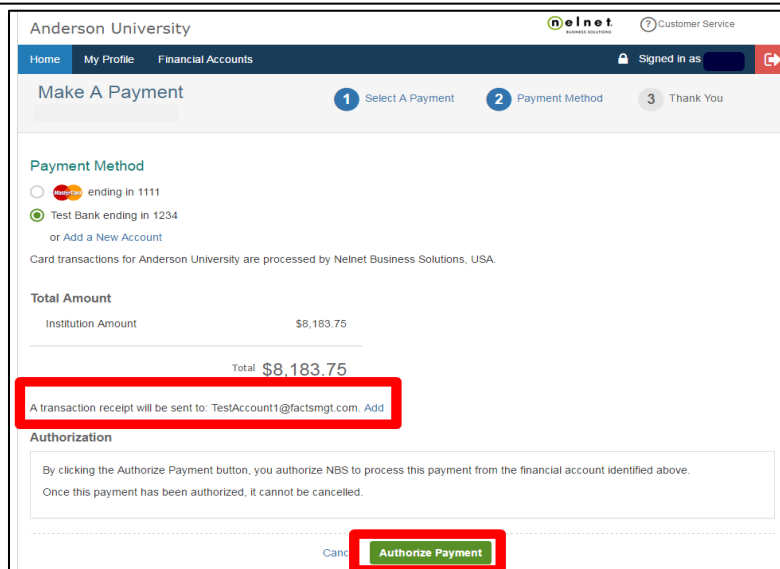 Anderson University
nelnet
BUSINESS SOLUTIONS
? Customer Service
Home My Profile Financial Accounts Signed in as
Make A Payment
1 Select A Payment 2 Payment Method 3 Thank You
Payment Method
MasterCard ending in 1111
Test Bank ending in 1234
or Add a New Account
Card transactions for Anderson University are processed by Nelnet Business Solutions, USA.
Total Amount
Institution Amount $8,183.75
Total $8,183.75
A transaction receipt will be sent to: TestAccount1@factsmgt.com. Add
Authorization
By clicking the Authorize Payment button, you authorize NBS to process this payment from the financial account identified above.
Once this payment has been authorized, it cannot be cancelled.
Canc Authorize Payment